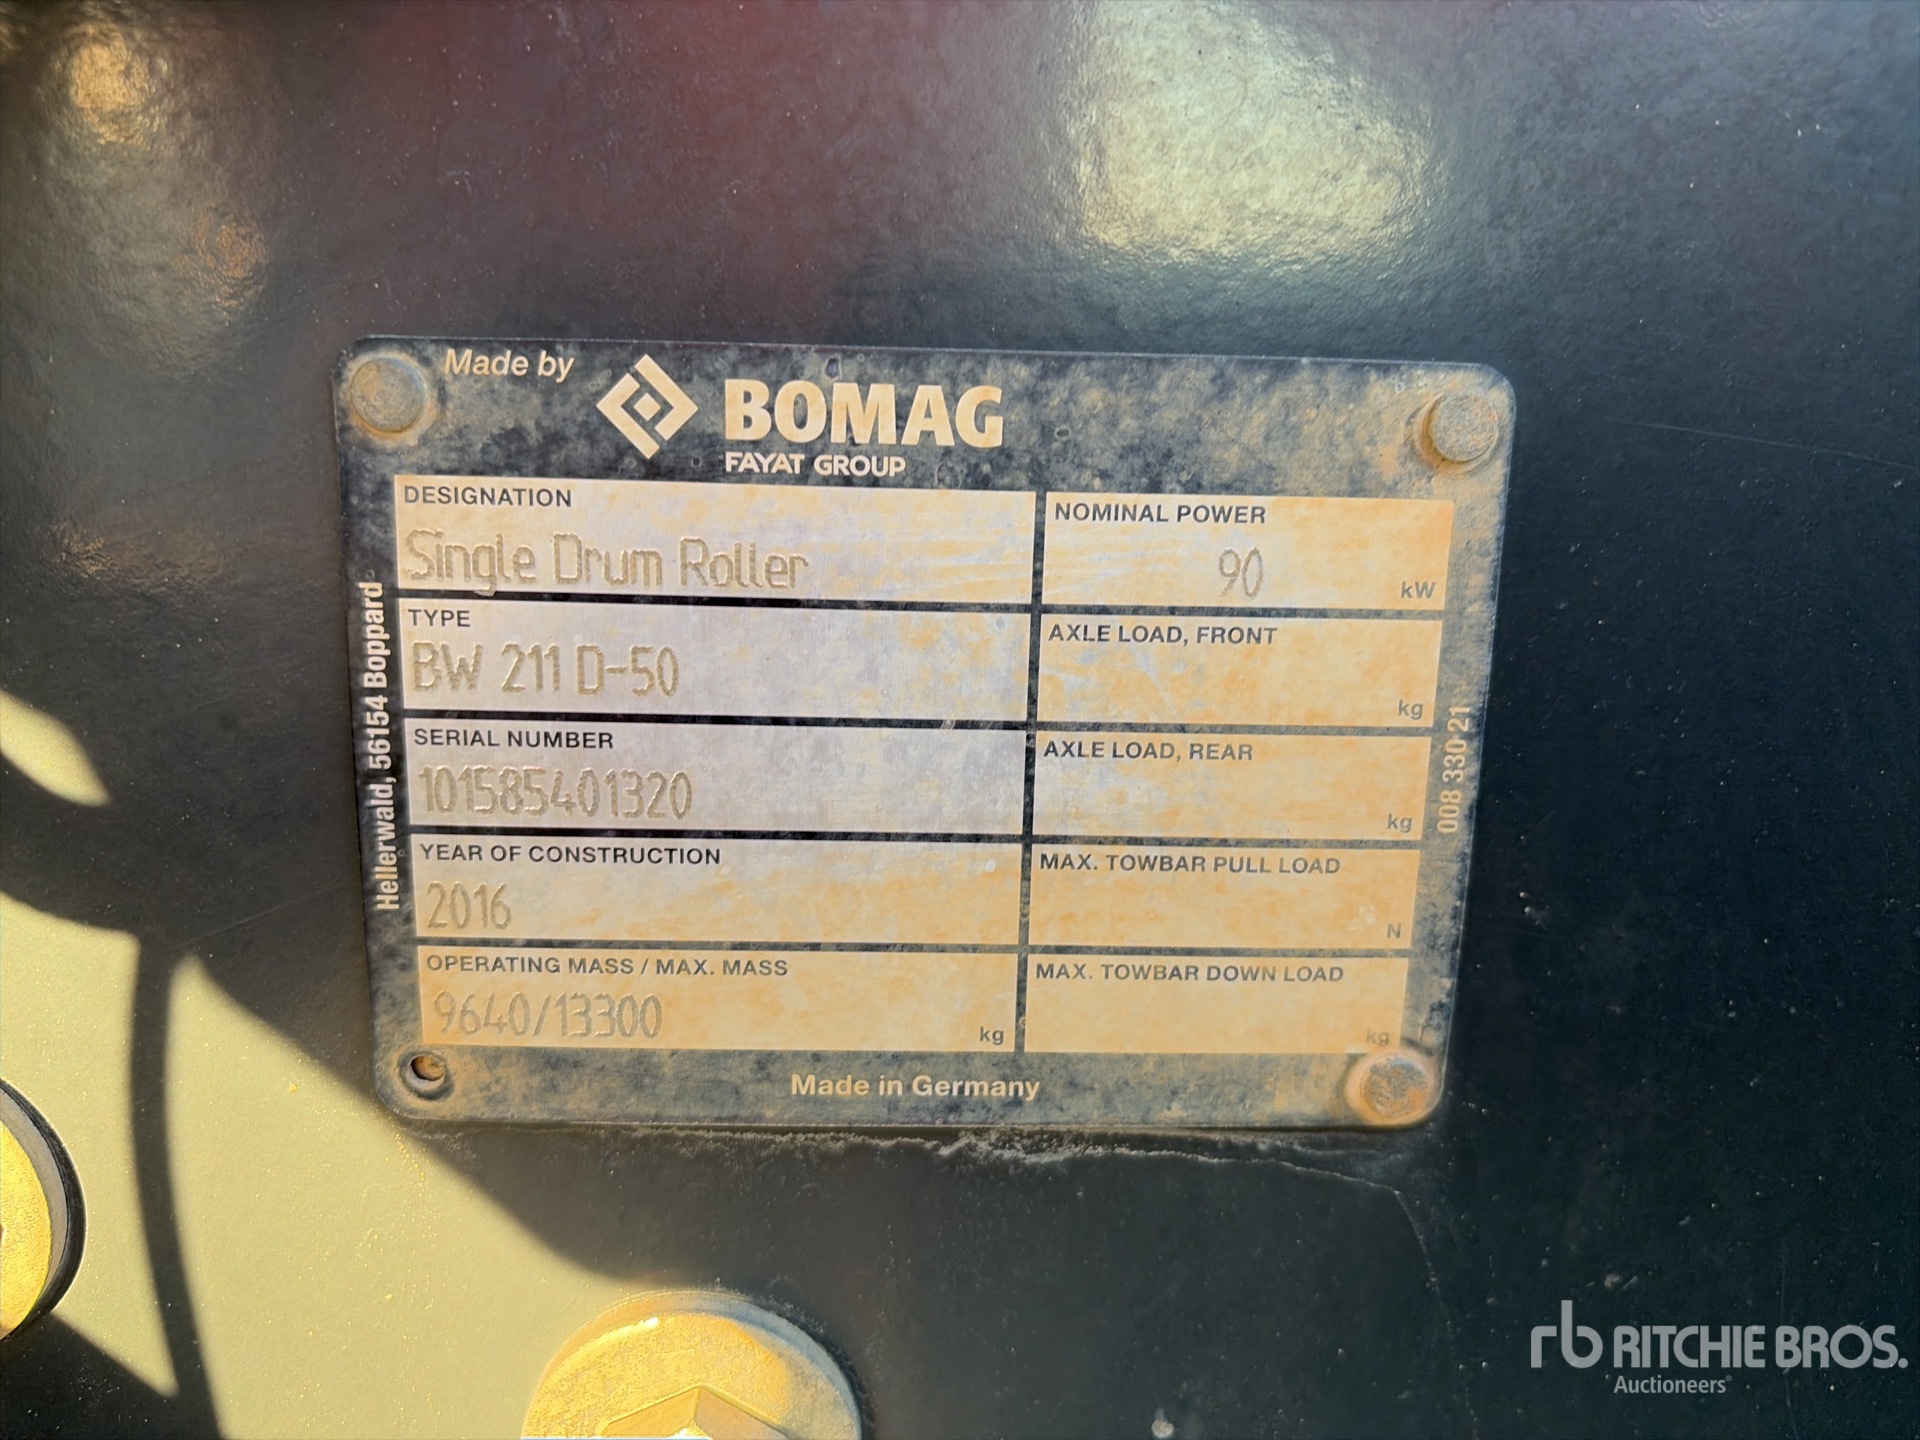 Made by
BOMAG
FAYAT GROUP
DESIGNATION
Single Drum Roller
NOMINAL POWER
90
kW
TYPE
BW 211 D-50
AXLE LOAD, FRONT
kg
SERIAL NUMBER
101585401320
AXLE LOAD, REAR
kg
YEAR OF CONSTRUCTION
2016
MAX. TOWBAR PULL LOAD
N
OPERATING MASS / MAX. MASS
9640/13300
kg
MAX. TOWBAR DOWN LOAD
kg
Made in Germany
Hellerwald, 56154 Boppard
008 330 21
rb RITCHIE BROS.
Auctioneers